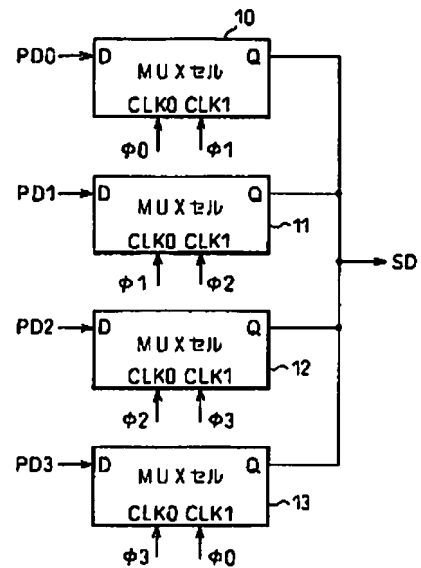 10
PD0 D MUXセル Q
CLK0 CLK1
Φ0 Φ1
PD1 D MUXセル Q
11
CLK0 CLK1
Φ1 Φ2
SD
PD2 D MUXセル Q
12
CLK0 CLK1
Φ2 Φ3
PD3 D MUXセル Q
13
CLK0 CLK1
Φ3 Φ0